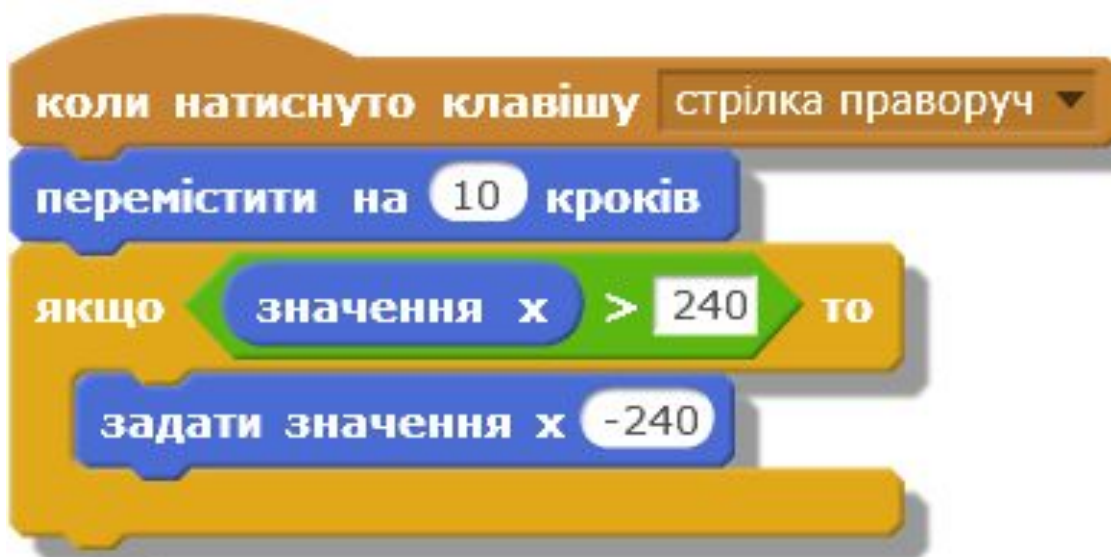 коли натиснуто клавішу стрілка праворуч
перемістити на 10 кроків
якщо значення x > 240 то
задати значення x -240